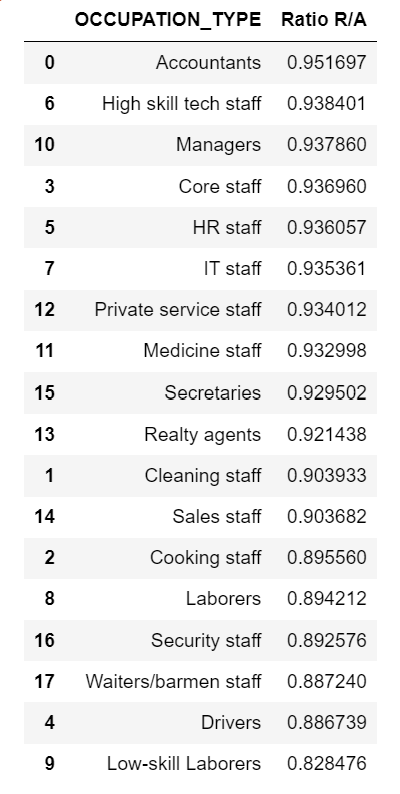 OCCUPATION_TYPE Ratio R/A
0 Accountants 0.951697
6 High skill tech staff 0.938401
10 Managers 0.937860
3 Core staff 0.936960
5 HR staff 0.936057
7 IT staff 0.935361
12 Private service staff 0.934012
11 Medicine staff 0.932998
15 Secretaries 0.929502
13 Realty agents 0.921438
1 Cleaning staff 0.903933
14 Sales staff 0.903682
2 Cooking staff 0.895560
8 Laborers 0.894212
16 Security staff 0.892576
17 Waiters/barmen staff 0.887240
4 Drivers 0.886739
9 Low-skill Laborers 0.828476